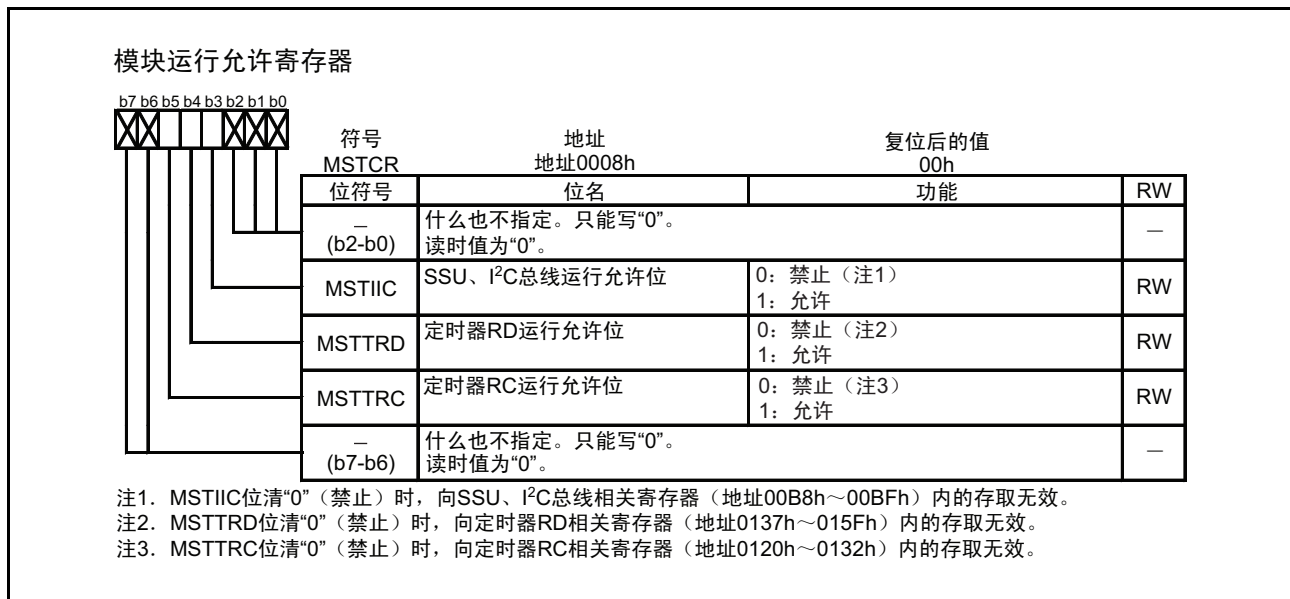 模块运行允许寄存器
b7 b6 b5 b4 b3 b2 b1 b0
符号 地址 复位后的值
MSTCR 地址0008h 00h
位符号 位名 功能 RW
— (b2-b0) 什么也不指定。只能写“0”。 —
读时值为“0”。
MSTIIC SSU、I²C总线运行允许位 0：禁止（注1） RW
1：允许
MSTTRD 定时器RD运行允许位 0：禁止（注2） RW
1：允许
MSTTRC 定时器RC运行允许位 0：禁止（注3） RW
1：允许
— (b7-b6) 什么也不指定。只能写“0”。 —
读时值为“0”。
注1．MSTIIC位清“0”（禁止）时，向SSU、I²C总线相关寄存器（地址00B8h～00BFh）内的存取无效。
注2．MSTTRD位清“0”（禁止）时，向定时器RD相关寄存器（地址0137h～015Fh）内的存取无效。
注3．MSTTRC位清“0”（禁止）时，向定时器RC相关寄存器（地址0120h～0132h）内的存取无效。